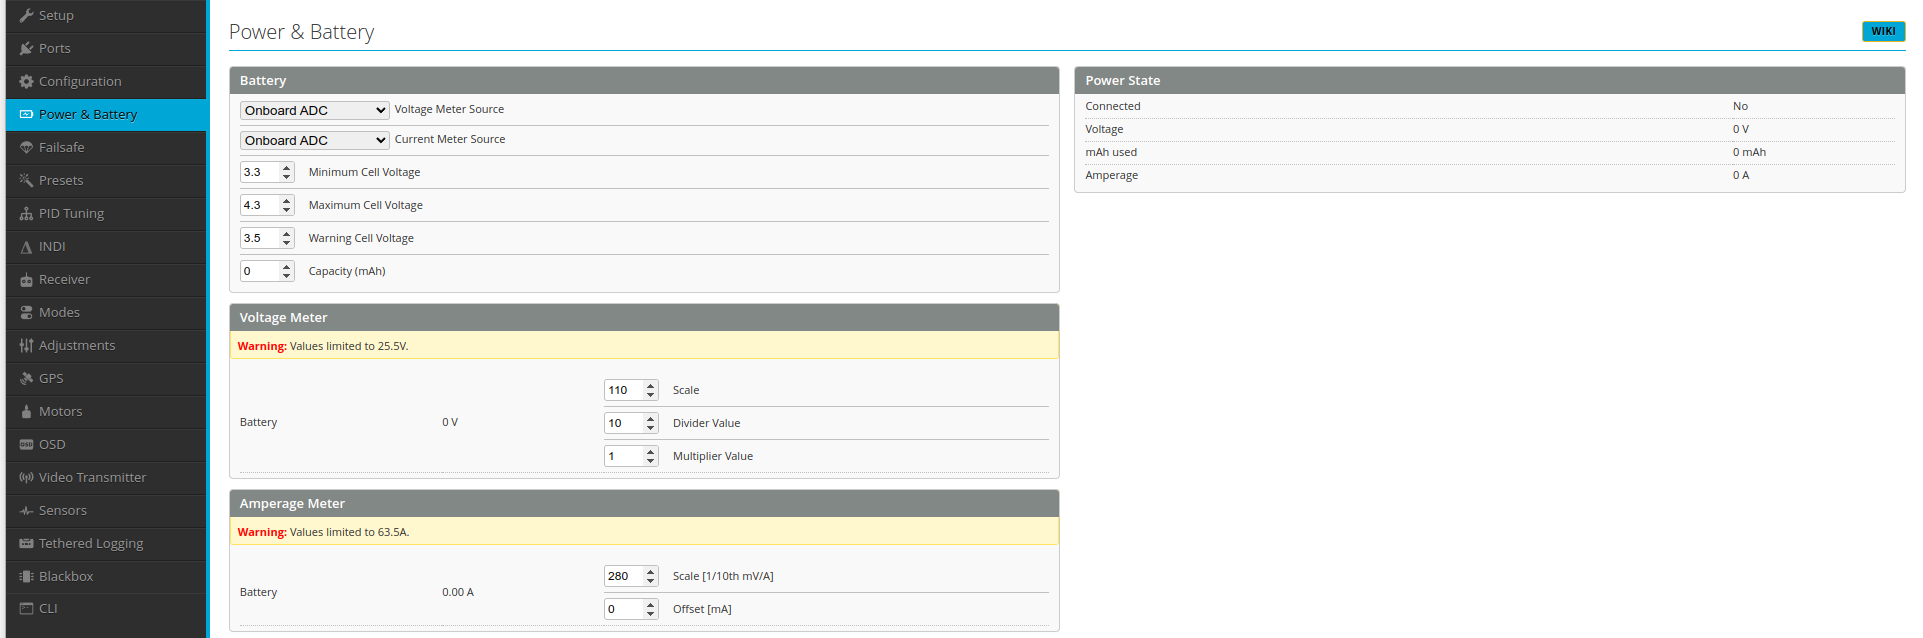 Setup
Ports
Configuration
Power & Battery
Failsafe
Presets
PID Tuning
INDI
Receiver
Modes
Adjustments
GPS
Motors
OSD
Video Transmitter
Sensors
Tethered Logging
Blackbox
CLI
Power & Battery
WIKI
Battery
Onboard ADC Voltage Meter Source
Onboard ADC Current Meter Source
3.3 Minimum Cell Voltage
4.3 Maximum Cell Voltage
3.5 Warning Cell Voltage
0 Capacity (mAh)
Voltage Meter
Warning: Values limited to 25.5V.
Battery 0 V
110 Scale
10 Divider Value
1 Multiplier Value
Amperage Meter
Warning: Values limited to 63.5A.
Battery 0.00 A
280 Scale [1/10th mV/A]
0 Offset [mA]
Power State
Connected No
Voltage 0 V
mAh used 0 mAh
Amperage 0 A